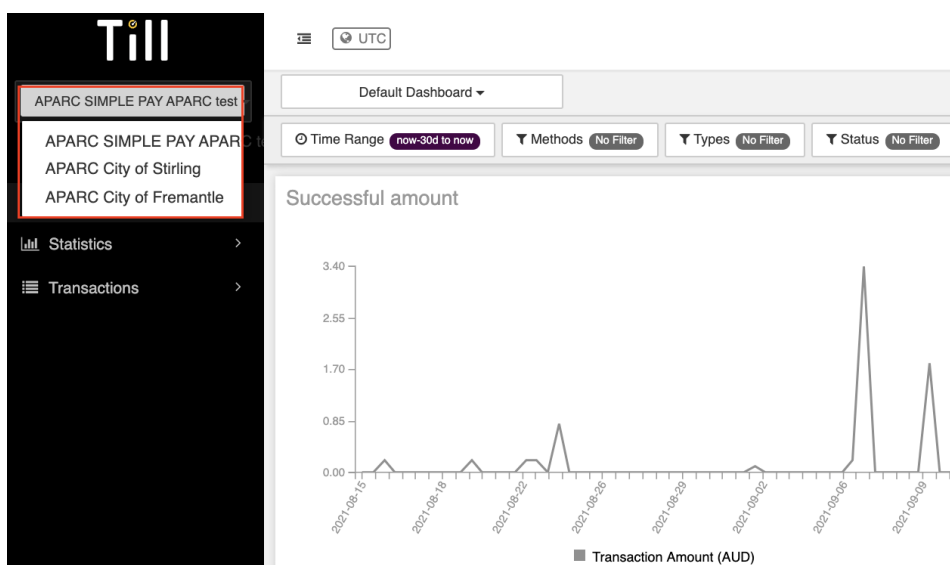 Till
UTC
APARC SIMPLE PAY APARC test
APARC SIMPLE PAY APARC te
APARC City of Stirling
APARC City of Fremantle
Statistics
Transactions
Default Dashboard
Time Range now-30d to now
Methods No Filter
Types No Filter
Status No Filter
Successful amount
3.40
2.55
1.70
0.85
0.00
2021-08-15
2021-08-18
2021-08-22
2021-08-26
2021-08-29
2021-09-02
2021-09-06
2021-09-09
Transaction Amount (AUD)